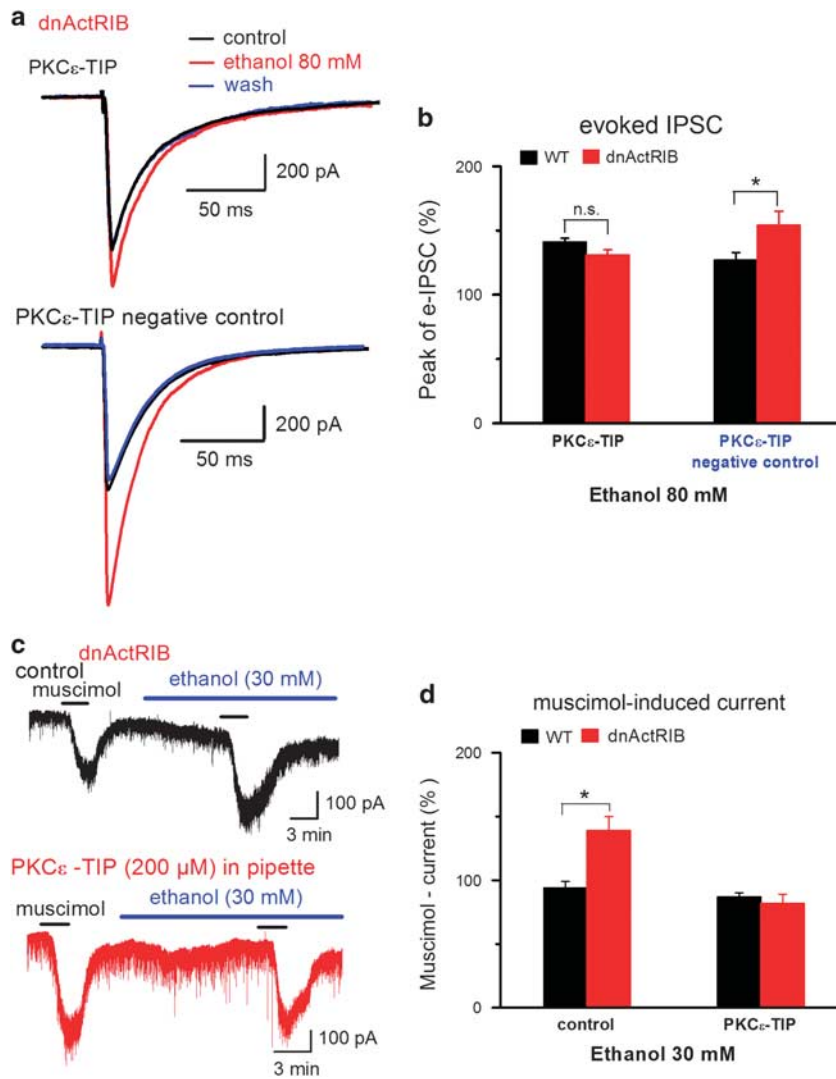 a
dnActRIB
PKCε-TIP
control
ethanol 80 mM
wash
200 pA
50 ms
PKCε-TIP negative control
200 pA
50 ms
b
evoked IPSC
WT
dnActRIB
Peak of e-IPSC (%)
200
100
0
n.s.
*
PKCε-TIP
PKCε-TIP
negative control
Ethanol 80 mM
c
dnActRIB
control
muscimol
ethanol (30 mM)
100 pA
3 min
PKCε -TIP (200 µM) in pipette
muscimol
ethanol (30 mM)
100 pA
3 min
d
muscimol-induced current
WT
dnActRIB
Muscimol - current (% )
200
100
0
*
control
PKCε-TIP
Ethanol 30 mM